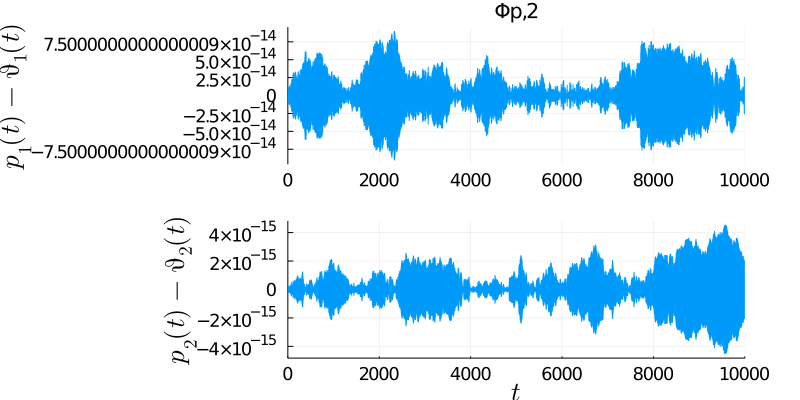 Φp,2
p₁(t) − ϑ₁(t)
7.5000000000000009×10⁻¹⁴
5.0×10⁻¹⁴
2.5×10⁻¹⁴
0
−2.5×10⁻¹⁴
−5.0×10⁻¹⁴
−7.5000000000000009×10⁻¹⁴
0 2000 4000 6000 8000 10000
p₂(t) − ϑ₂(t)
4×10⁻¹⁵
2×10⁻¹⁵
0
−2×10⁻¹⁵
−4×10⁻¹⁵
0 2000 4000 6000 8000 10000
t